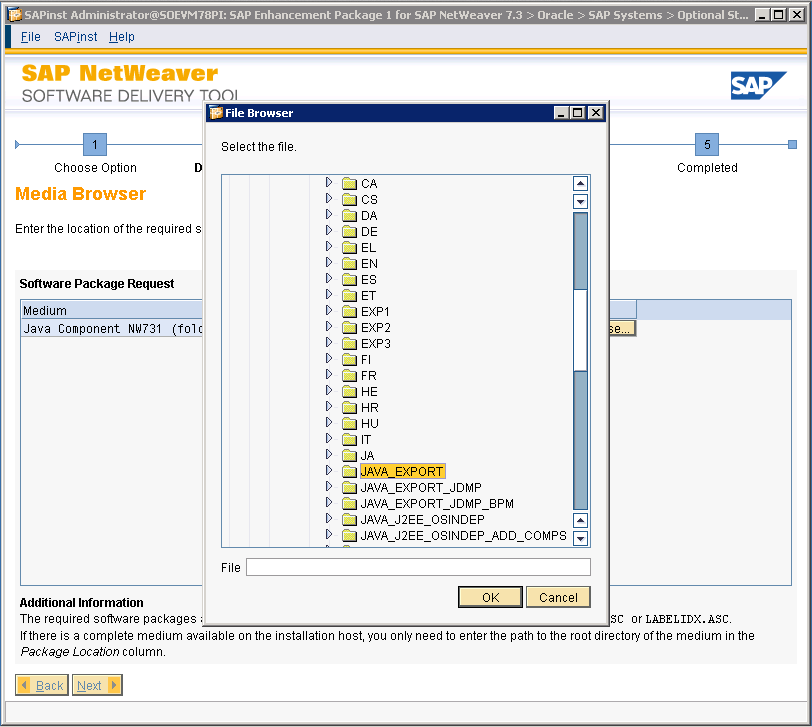 SAPinst Administrator@SOEVM78PI: SAP Enhancement Package 1 for SAP NetWeaver 7.3 > Oracle > SAP Systems > Optional St...
File SAPinst Help
SAP NetWeaver
SOFTWARE DELIVERY TOOL
SAP
File Browser
Select the file.
1
5
Choose Option
D
Completed
Media Browser
Enter the location of the required s
Software Package Request
Medium
Java Component NW731 (fold
se...
CA
CS
DA
DE
EL
EN
ES
ET
EXP1
EXP2
EXP3
FI
FR
HE
HR
HU
IT
JA
JAVA_EXPORT
JAVA_EXPORT_JDMP
JAVA_EXPORT_JDMP_BPM
JAVA_J2EE_OSINDEP
JAVA_J2EE_OSINDEP_ADD_COMPS
File
OK
Cancel
Additional Information
The required software packages a
SC or LABELIDX.ASC.
If there is a complete medium available on the installation host, you only need to enter the path to the root directory of the medium in the
Package Location column.
Back
Next